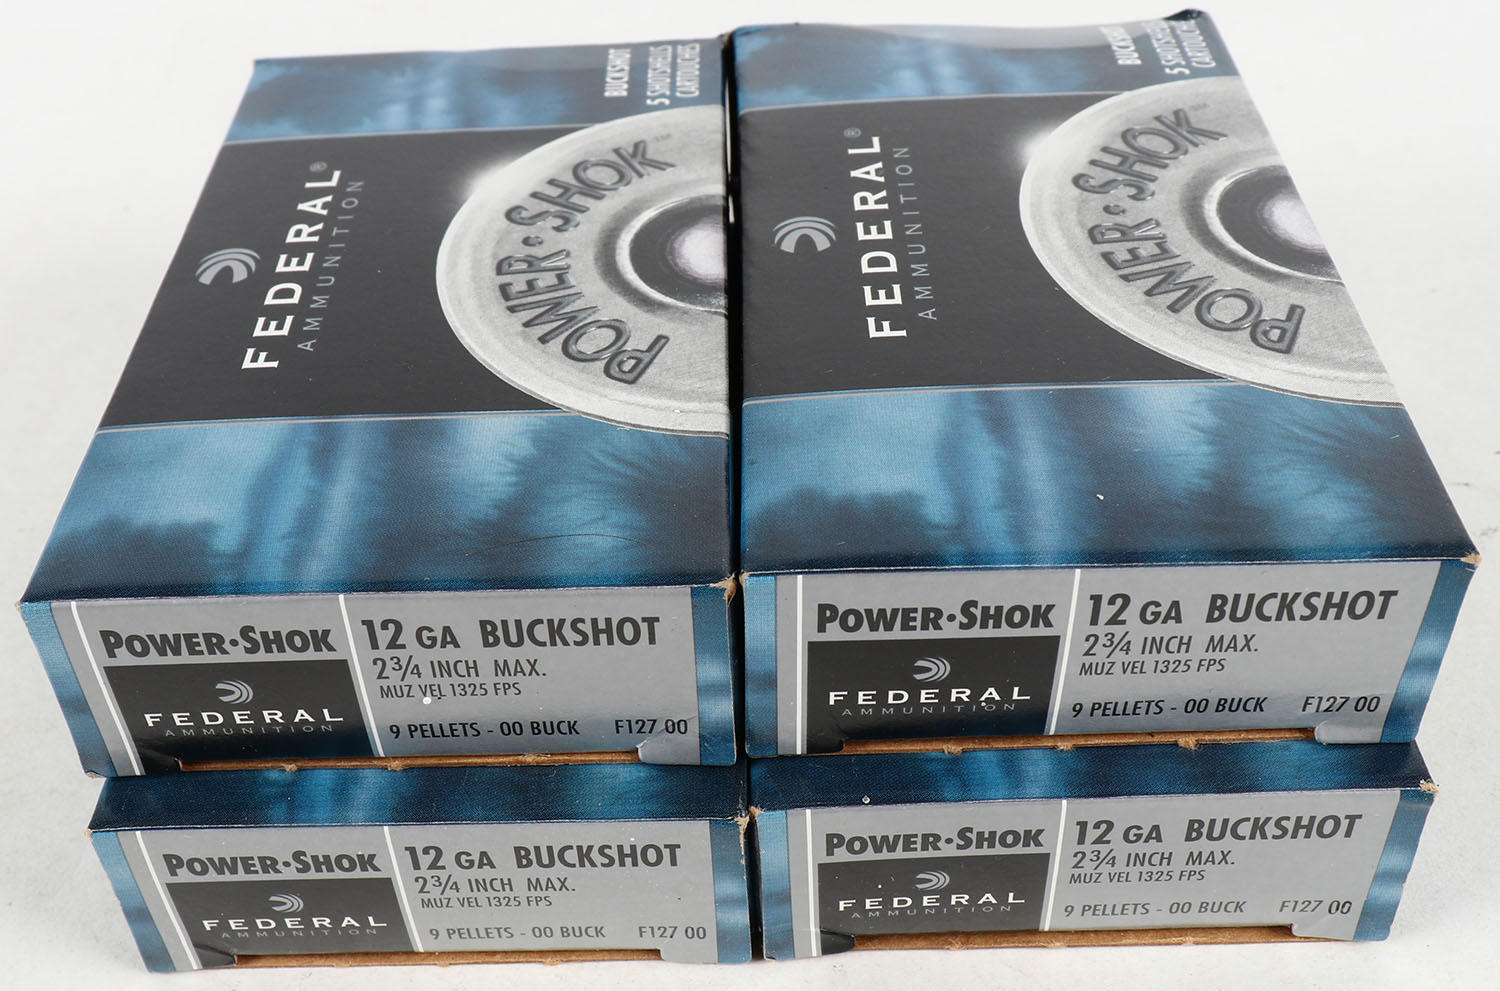 BUCKSHOT
5 SHOTSHELLS
CARTOUCHES
FEDERAL®
AMMUNITION
POWER•SHOK™
BUCKSHOT
5 SHOTSHELLS
CARTOUCHES
FEDERAL®
AMMUNITION
POWER•SHOK™
POWER•SHOK
FEDERAL
AMMUNITION
12 GA BUCKSHOT
2¾ INCH MAX.
MUZ VEL 1325 FPS
9 PELLETS - 00 BUCK F127 00
POWER•SHOK
FEDERAL
AMMUNITION
12 GA BUCKSHOT
2¾ INCH MAX.
MUZ VEL 1325 FPS
9 PELLETS - 00 BUCK F127 00
POWER•SHOK
FEDERAL
AMMUNITION
12 GA BUCKSHOT
2¾ INCH MAX.
MUZ VEL 1325 FPS
9 PELLETS - 00 BUCK F127 00
POWER•SHOK
FEDERAL
AMMUNITION
12 GA BUCKSHOT
2¾ INCH MAX.
MUZ VEL 1325 FPS
9 PELLETS - 00 BUCK F127 00